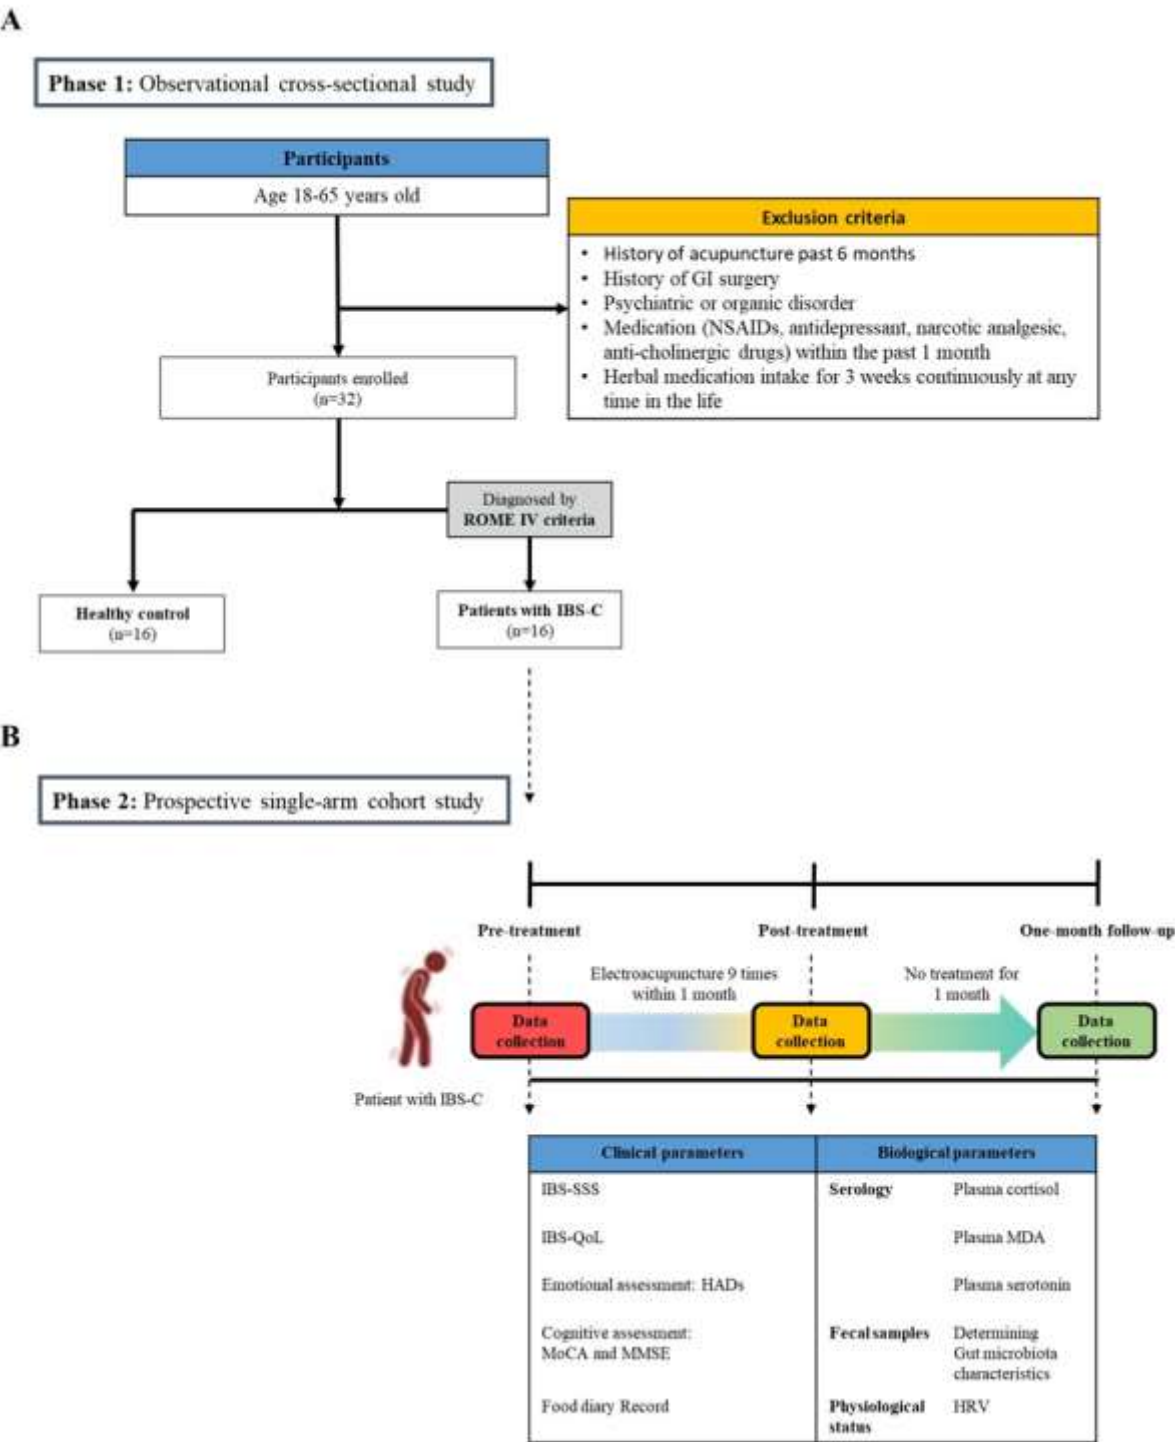 A
Phase 1: Observational cross-sectional study
Participants
Age 18-65 years old
Exclusion criteria
• History of acupuncture past 6 months
• History of GI surgery
• Psychiatric or organic disorder
• Medication (NSAIDs, antidepressant, narcotic analgesic,
anti-cholinergic drugs) within the past 1 month
• Herbal medication intake for 3 weeks continuously at any
time in the life
Participants enrolled
(n=32)
Diagnosed by
ROME IV criteria
Healthy control
(n=16)
Patients with IBS-C
(n=16)
B
Phase 2: Prospective single-arm cohort study
Pre-treatment
Post-treatment
One-month follow-up
Electroacupuncture 9 times
within 1 month
No treatment for
1 month
Data
collection
Data
collection
Data
collection
Patient with IBS-C
Clinical parameters
Biological parameters
IBS-SSS
Serology
Plasma cortisol
IBS-QoL
Plasma MDA
Emotional assessment: HADs
Plasma serotonin
Cognitive assessment:
MoCA and MMSE
Fecal samples
Determining
Gut microbiota
characteristics
Food diary Record
Physiological
status
HRV